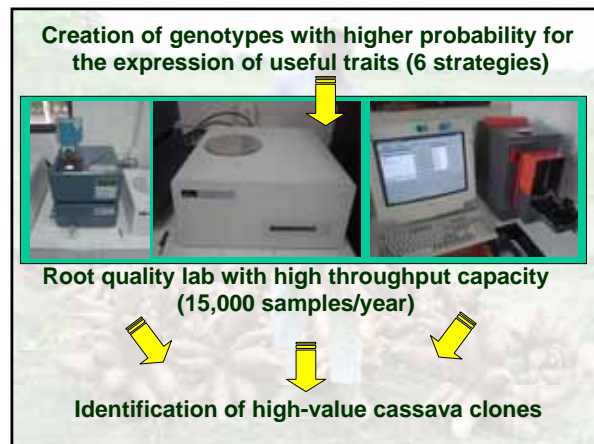 Creation of genotypes with higher probability for
the expression of useful traits (6 strategies)
Root quality lab with high throughput capacity
(15,000 samples/year)
Identification of high-value cassava clones